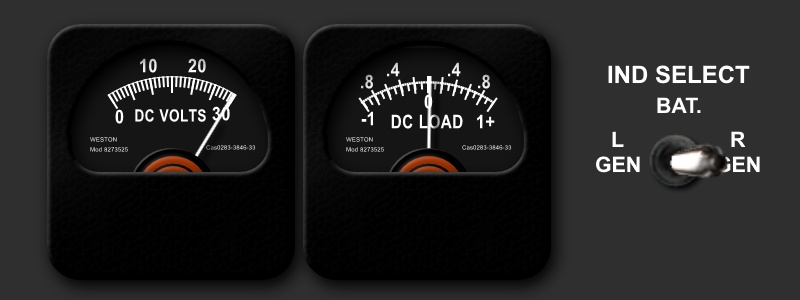 10 20
0 DC VOLTS 30
WESTON
Mod 8273525
Cas0283-3846-33
.8 .4 .4 .8
0
-1 DC LOAD 1+
WESTON
Mod 8273525
Cas0283-3846-33
IND SELECT
BAT.
L R
GEN GEN